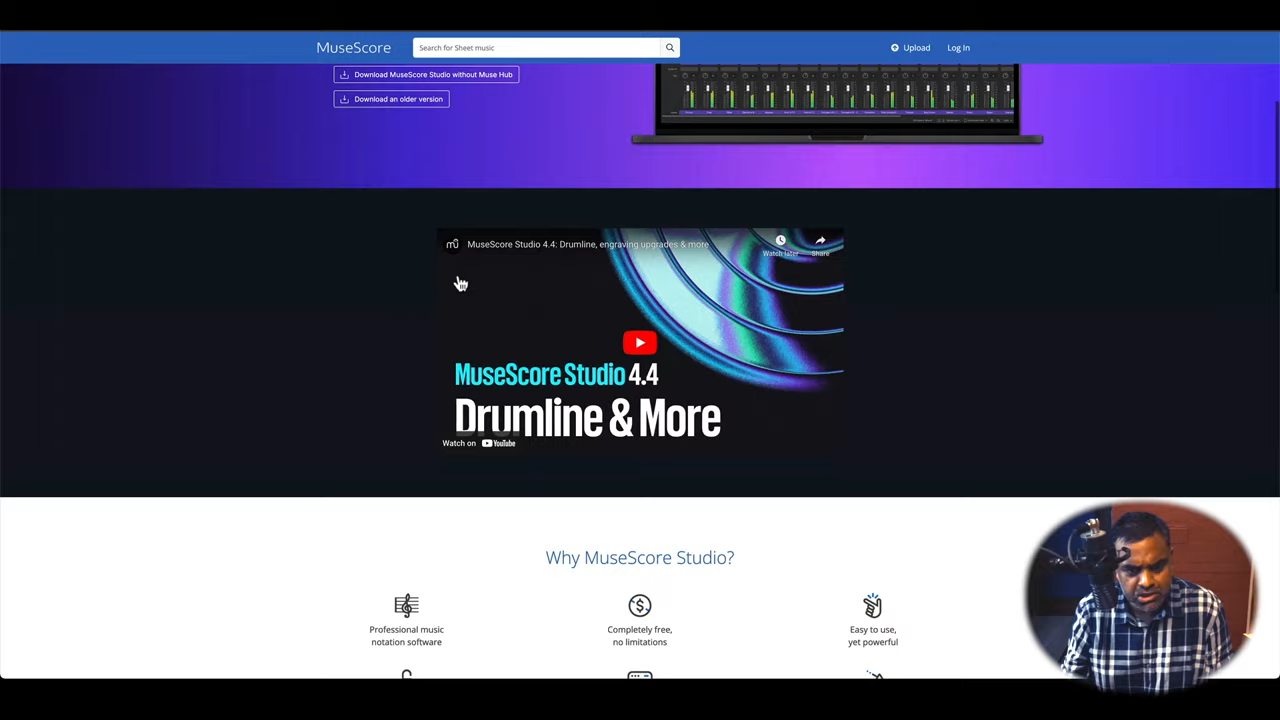 MuseScore
Search for Sheet music
Upload
Log In
Download MuseScore Studio without Muse Hub
Download an older version
MuseScore Studio 4.4: Drumline, engraving upgrades & more
Watch later
Share
MuseScore Studio 4.4
Drumline & More
Watch on YouTube
Why MuseScore Studio?
Professional music
notation software
Completely free,
no limitations
Easy to use,
yet powerful